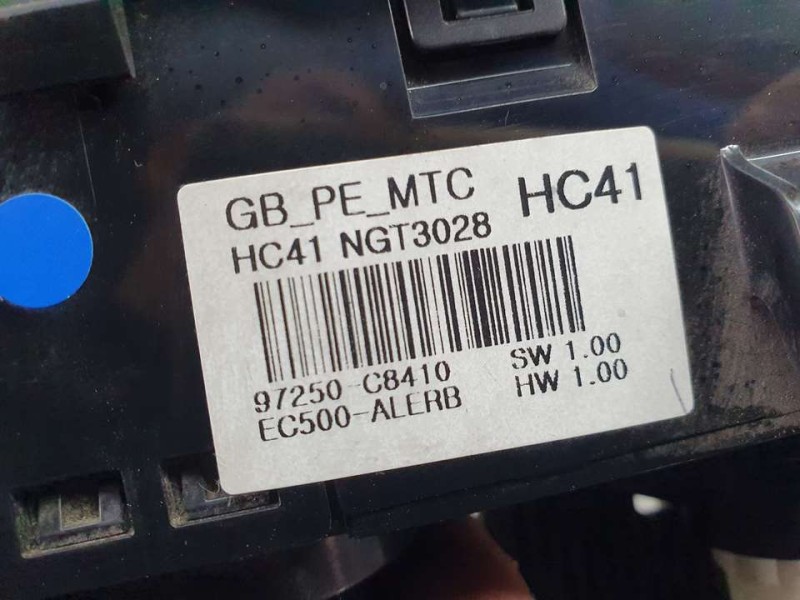 GB_PE_MTC HC41
HC41 NGT3028
97250-C8410 SW 1.00
EC500-ALERB HW 1.00